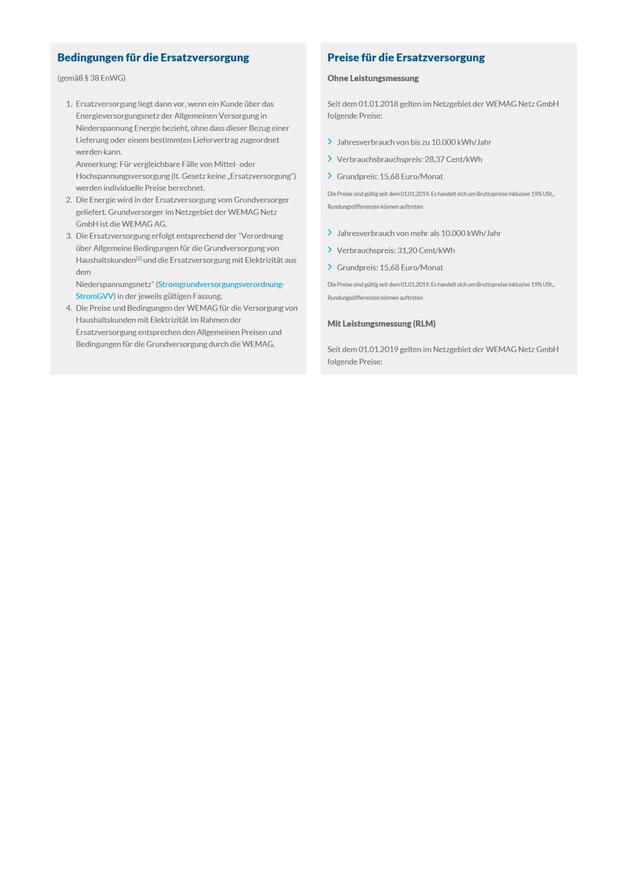 Bedingungen für die Ersatzversorgung
(gemäß § 38 EnWG)
1. Ersatzversorgung liegt dann vor, wenn ein Kunde über das
Energieversorgungsnetz der Allgemeinen Versorgung in
Niederspannung Energie bezieht, ohne dass dieser Bezug einer
Lieferung oder einem bestimmten Liefervertrag zugeordnet
werden kann.
Anmerkung: Für vergleichbare Fälle von Mittel- oder
Hochspannungsversorgung (lt. Gesetz keine „Ersatzversorgung")
werden individuelle Preise berechnet.
2. Die Energie wird in der Ersatzversorgung vom Grundversorger
geliefert. Grundversorger im Netzgebiet der WEMAG Netz
GmbH ist die WEMAG AG.
3. Die Ersatzversorgung erfolgt entsprechend der "Verordnung
über Allgemeine Bedingungen für die Grundversorgung von
Haushaltskunden[2] und die Ersatzversorgung mit Elektrizität aus
dem
Niederspannungsnetz" (Stromgrundversorgungsverordnung-
StromGVV) in der jeweils gültigen Fassung.
4. Die Preise und Bedingungen der WEMAG für die Versorgung von
Haushaltskunden mit Elektrizität im Rahmen der
Ersatzversorgung entsprechen den Allgemeinen Preisen und
Bedingungen für die Grundversorgung durch die WEMAG.
Preise für die Ersatzversorgung
Ohne Leistungsmessung
Seit dem 01.01.2018 gelten im Netzgebiet der WEMAG Netz GmbH
folgende Preise:
Jahresverbrauch von bis zu 10.000 kWh/Jahr
Verbrauchsbrauchspreis: 28,37 Cent/kWh
Grundpreis: 15,68 Euro/Monat
Die Preise sind gültig seit dem 01.01.2019. Es handelt sich um Bruttopreise inklusive 19% USt.,
Rundungsdifferenzen können auftreten
Jahresverbrauch von mehr als 10.000 kWh/Jahr
Verbrauchspreis: 31,20 Cent/kWh
Grundpreis: 15,68 Euro/Monat
Die Preise sind gültig seit dem 01.01.2019. Es handelt sich um Bruttopreise inklusive 19% USt.,
Rundungsdifferenzen können auftreten
Mit Leistungsmessung (RLM)
Seit dem 01.01.2019 gelten im Netzgebiet der WEMAG Netz GmbH
folgende Preise: